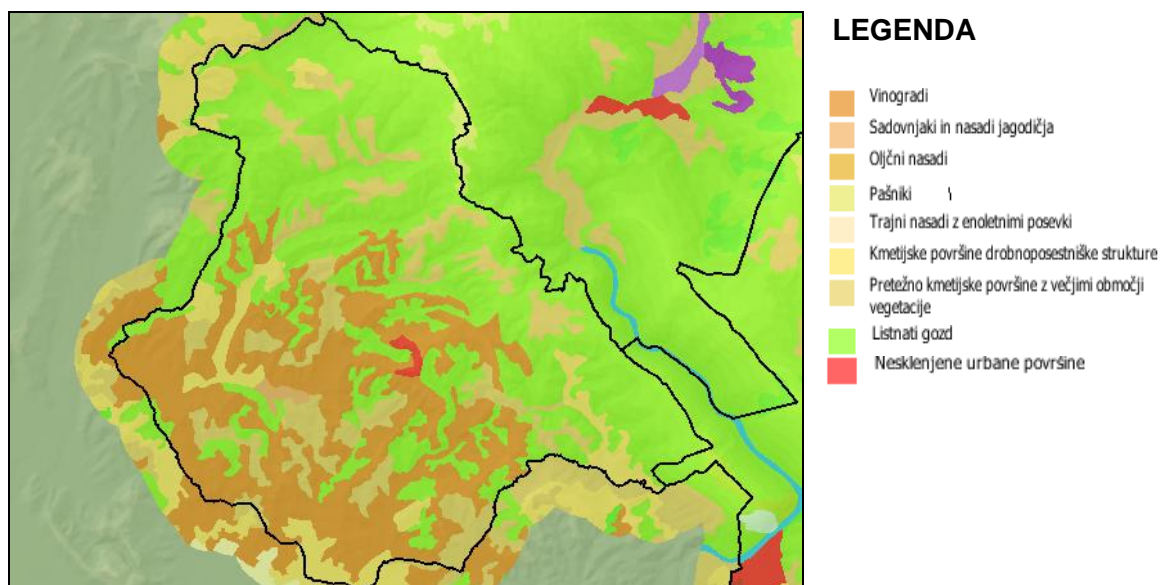 LEGENDA
Vinogradi
Sadovnjaki in nasadi jagodičja
Oljčni nasadi
Pašniki
Trajni nasadi z enoletnimi posevki
Kmetijske površine drobnoposestniške strukture
Pretežno kmetijske površine z večjimi območji
vegetacije
Listnati gozd
Nesklenjene urbane površine